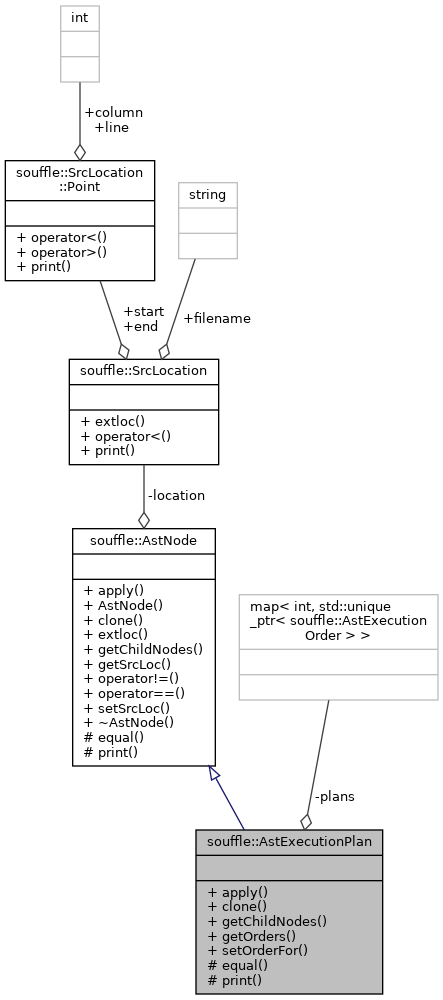 int
+column
+line
souffle::SrcLocation
::Point
+ operator<()
+ operator>()
+ print()
string
+start
+end
+filename
souffle::SrcLocation
+ extloc()
+ operator<()
+ print()
-location
souffle::AstNode
+ apply()
+ AstNode()
+ clone()
+ extloc()
+ getChildNodes()
+ getSrcLoc()
+ operator!=()
+ operator==()
+ setSrcLoc()
+ ~AstNode()
# equal()
# print()
map< int, std::unique
_ptr< souffle::AstExecution
Order > >
-plans
souffle::AstExecutionPlan
+ apply()
+ clone()
+ getChildNodes()
+ getOrders()
+ setOrderFor()
# equal()
# print()